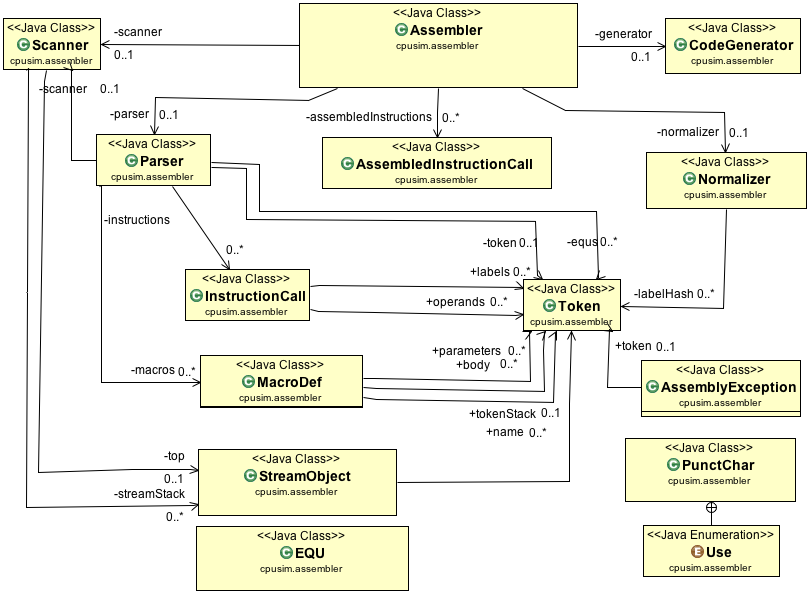 <<Java Class>>
Scanner
cpusim.assembler
-scanner
0..1
<<Java Class>>
Assembler
cpusim.assembler
-generator
0..1
<<Java Class>>
CodeGenerator
cpusim.assembler
-scanner 0..1
-parser 0..1
-assembledInstructions 0..*
-normalizer 0..1
<<Java Class>>
Parser
cpusim.assembler
<<Java Class>>
AssembledInstructionCall
cpusim.assembler
<<Java Class>>
Normalizer
cpusim.assembler
-instructions
0..*
-token 0..1
-equs 0..*
<<Java Class>>
InstructionCall
cpusim.assembler
+labels 0..*
+operands 0..*
<<Java Class>>
Token
cpusim.assembler
-labelHash 0..*
+parameters 0..*
+body 0..*
+token 0..1
-macros 0..*
<<Java Class>>
MacroDef
cpusim.assembler
<<Java Class>>
AssemblyException
cpusim.assembler
+tokenStack 0..1
+name 0..*
-top
0..1
-streamStack
0..*
<<Java Class>>
StreamObject
cpusim.assembler
<<Java Class>>
PunctChar
cpusim.assembler
<<Java Class>>
EQU
cpusim.assembler
<<Java Enumeration>>
Use
cpusim.assembler